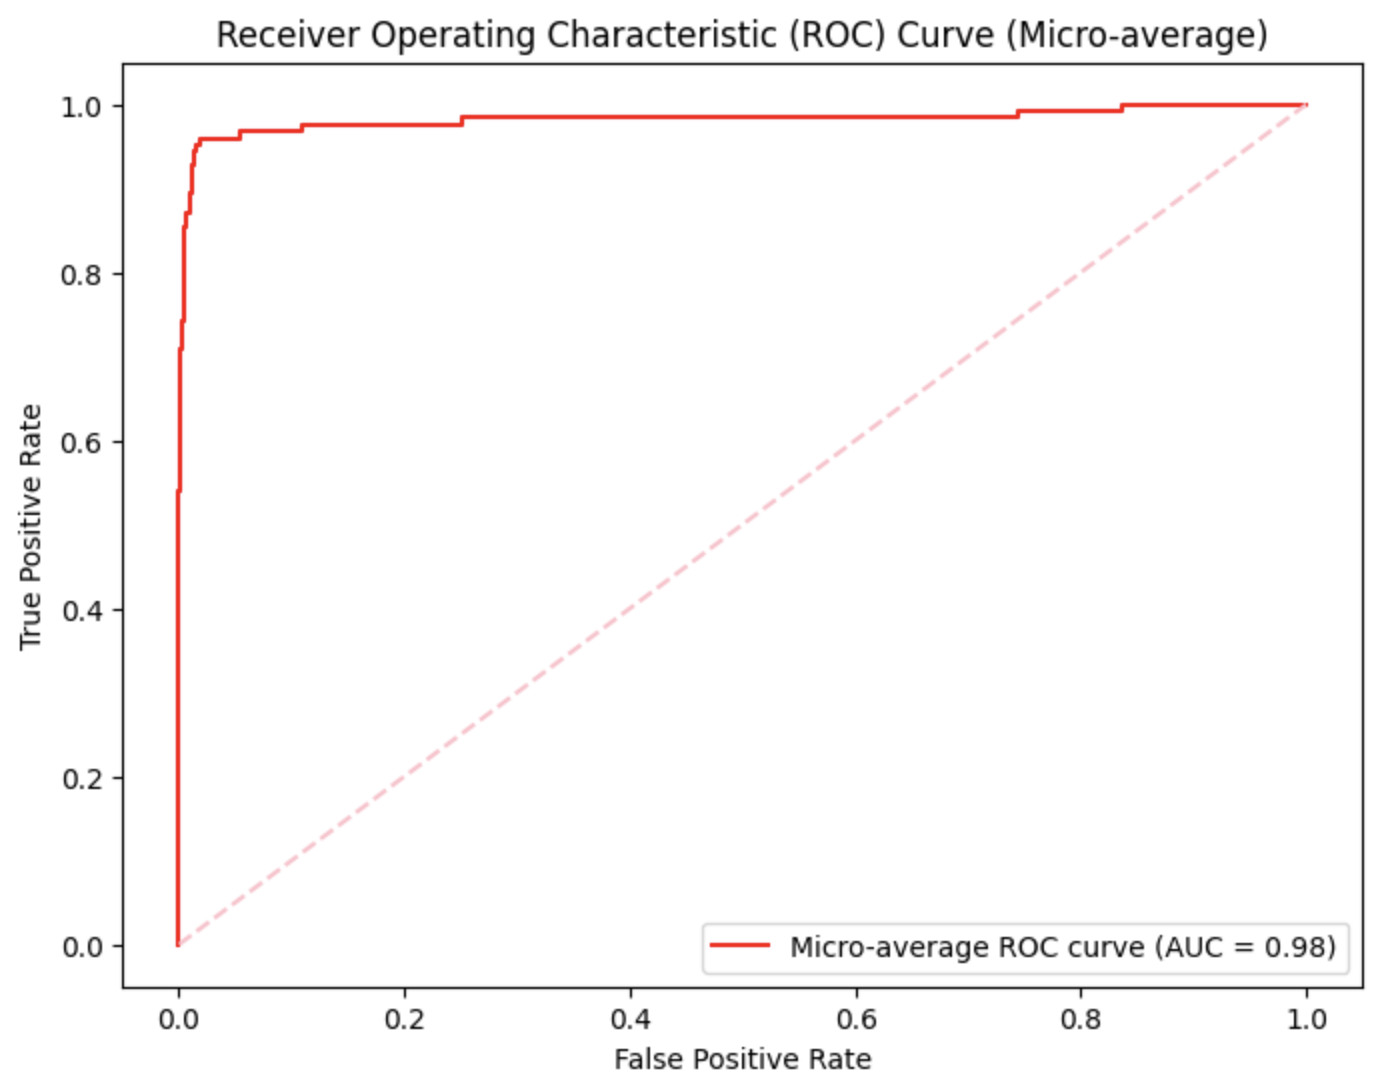 Receiver Operating Characteristic (ROC) Curve (Micro-average)
1.0
0.8
0.6
0.4
0.2
0.0
True Positive Rate
Micro-average ROC curve (AUC = 0.98)
0.0 0.2 0.4 0.6 0.8 1.0
False Positive Rate